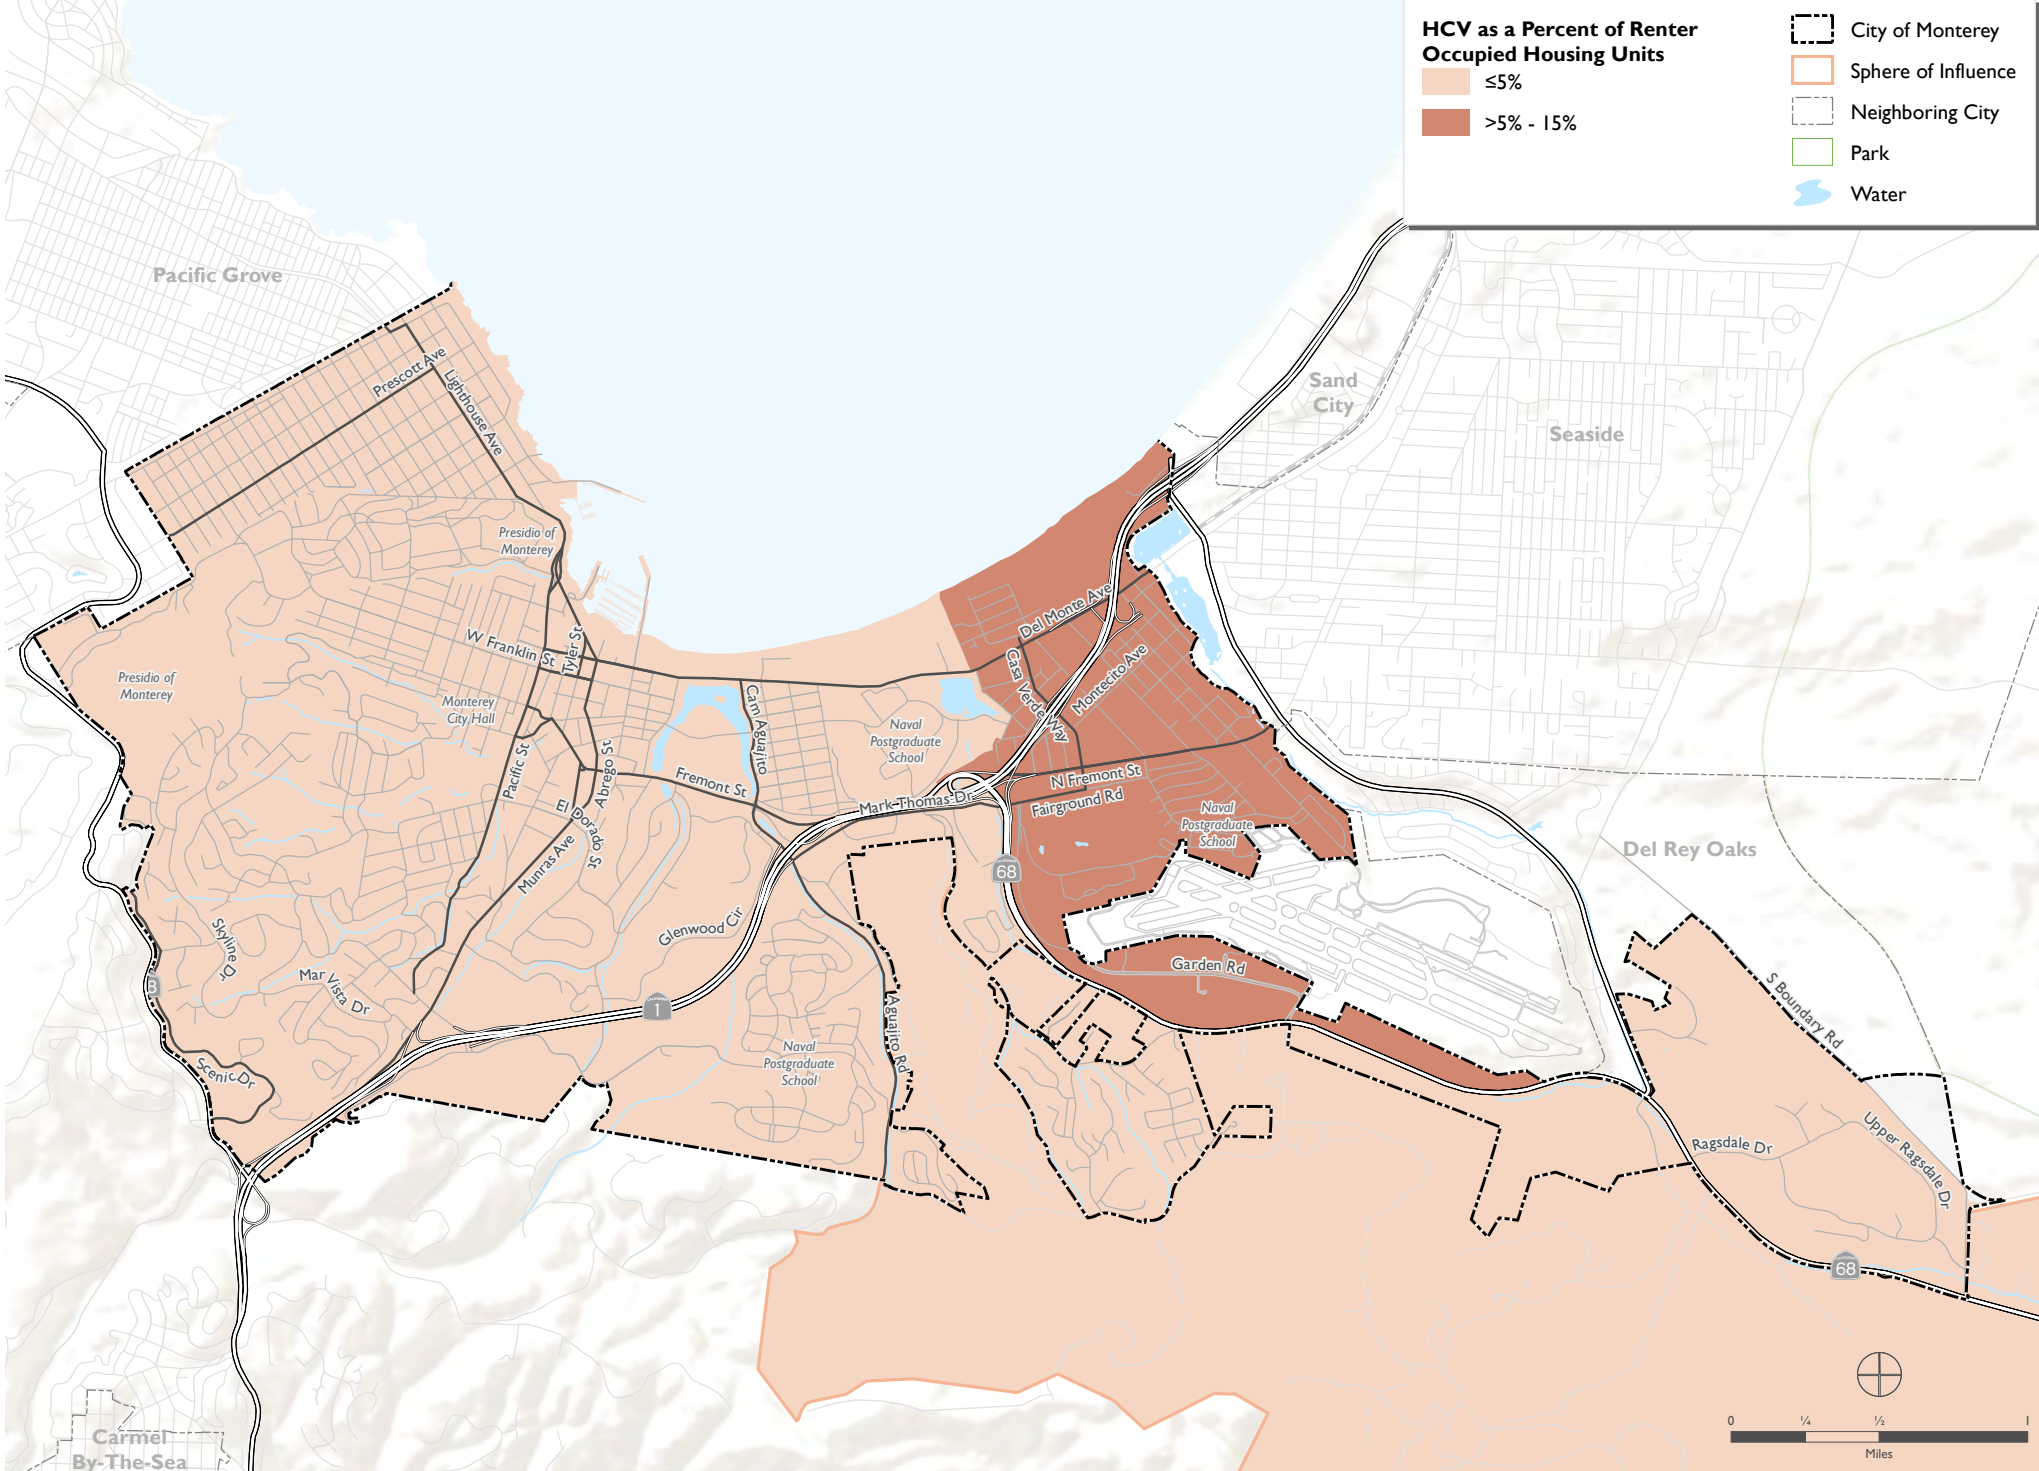 HCV as a Percent of Renter
Occupied Housing Units
≤5%
>5% - 15%
City of Monterey
Sphere of Influence
Neighboring City
Park
Water
Pacific Grove
Sand
City
Seaside
Prescott Ave
Lighthouse Ave
Presidio of
Monterey
W Franklin St
Tyler St
Del Monte Ave
Casa Verde Way
Montecito Ave
Presidio of
Monterey
Monterey
City Hall
Cam Aguajito
Naval
Postgraduate
School
Pacific St
Abrego St
Fremont St
N Fremont St
Mark Thomas Dr
Fairground Rd
El Dorado St
Munras Ave
Naval
Postgraduate
School
Del Rey Oaks
68
Glenwood Cir
Skyline Dr
Mar Vista Dr
Garden Rd
1
Aguajito Rd
S Boundary Rd
Naval
Postgraduate
School
Scenic Dr
Ragsdale Dr
Upper Ragsdale Dr
68
Carmel
By-The-Sea
0 ¼ ½ 1
Miles